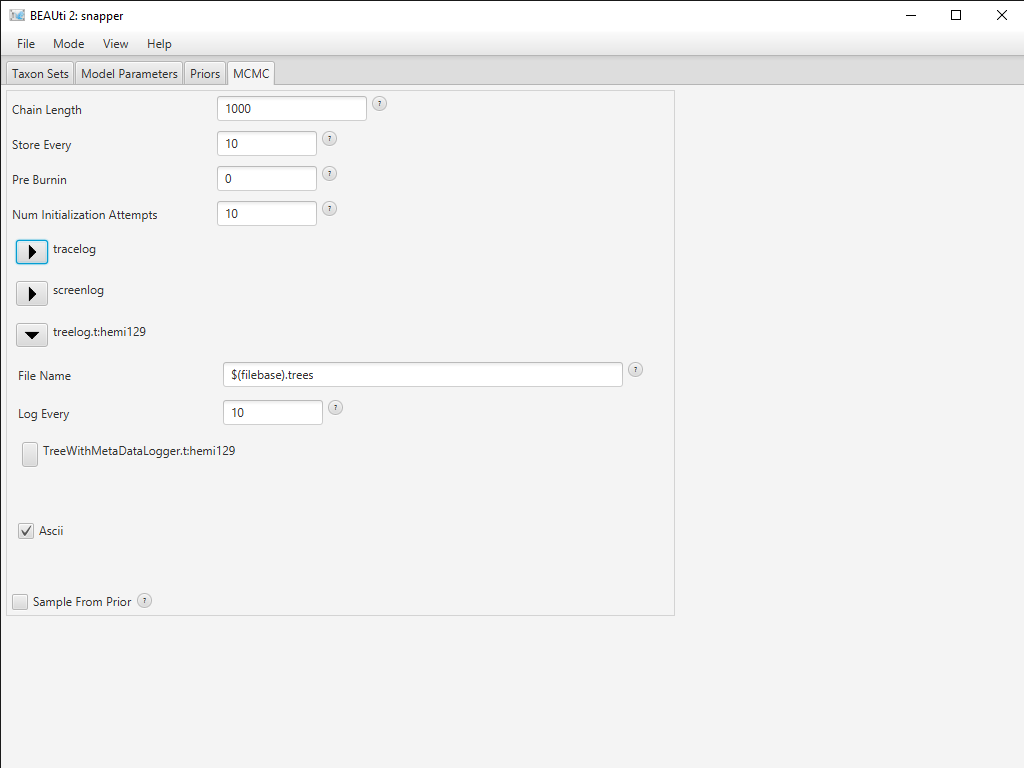 BEAUti 2: snapper
File Mode View Help
Taxon Sets Model Parameters Priors MCMC
Chain Length 1000 ?
Store Every 10 ?
Pre Burnin 0 ?
Num Initialization Attempts 10 ?
tracelog
screenlog
treelog.t:hemi129
File Name $(filebase).trees ?
Log Every 10 ?
TreeWithMetaDataLogger.t:hemi129
Ascii
Sample From Prior ?